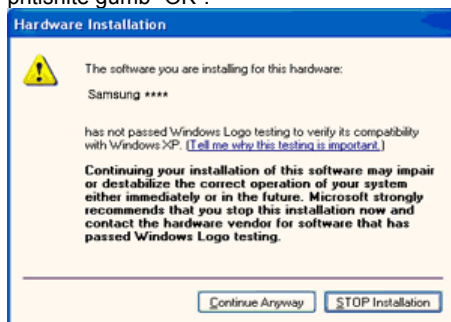 pritisnite gumb "OK".
Hardware Installation
The software you are installing for this hardware:
Samsung ****
has not passed Windows Logo testing to verify its compatibility
with Windows XP. (Tell me why this testing is important.)
Continuing your installation of this software may impair
or destabilize the correct operation of your system
either immediately or in the future. Microsoft strongly
recommends that you stop this installation now and
contact the hardware vendor for software that has
passed Windows Logo testing.
Continue Anyway STOP Installation